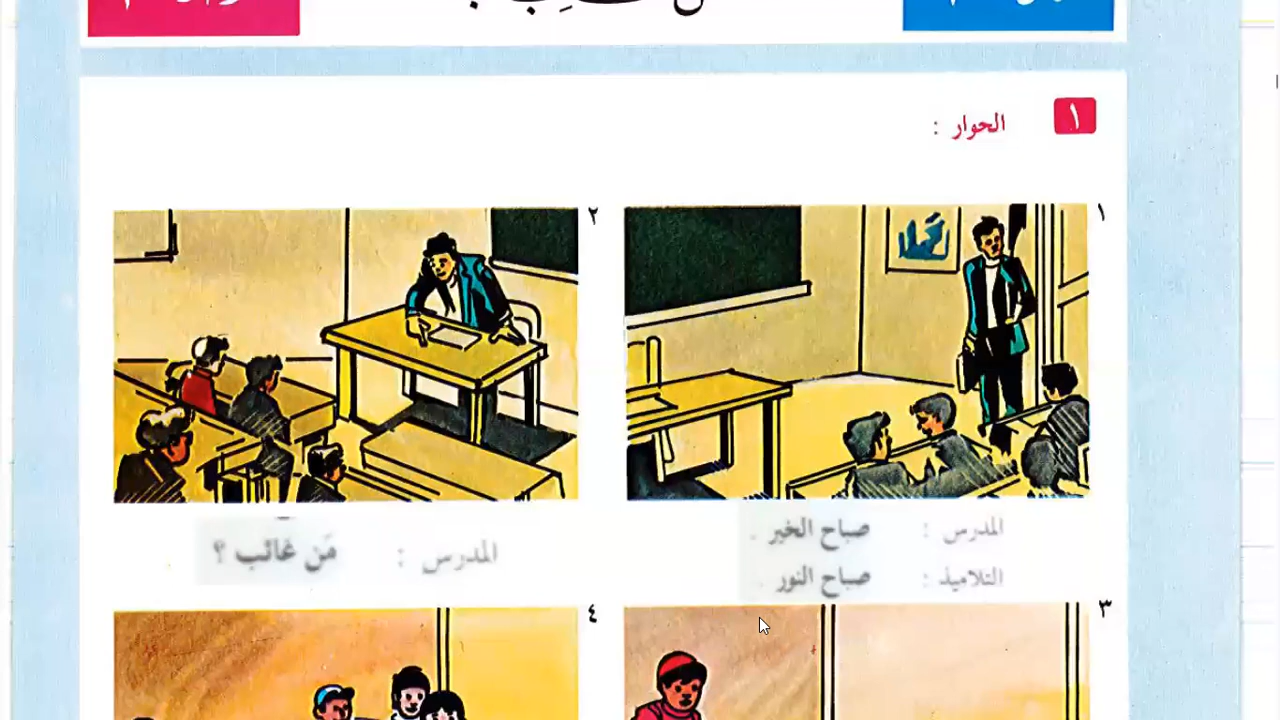 ١ الحوار :
١
٢
المدرس : صباح الخير .
التلاميذ : صباح النور .
المدرس : مَن غائب ؟
٣
٤